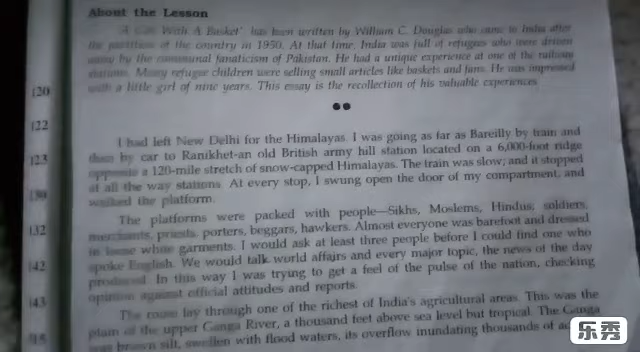 About the Lesson
'A Girl With A Basket' has been written by William C. Douglas who came to India after
the partition of the country in 1950. At that time, India was full of refugees who were driven
away by the communal fanaticism of Pakistan. He had a unique experience at one of the railway
stations. Many refugee children were selling small articles like baskets and fans. He was impressed
with a little girl of nine years. This essay is the recollection of his valuable experiences.
I had left New Delhi for the Himalayas. I was going as far as Bareilly by train and
then by car to Ranikhet-an old British army hill station located on a 6,000-foot ridge
opposite a 120-mile stretch of snow-capped Himalayas. The train was slow; and it stopped
at all the way stations. At every stop, I swung open the door of my compartment, and
walked the platform.
The platforms were packed with people—Sikhs, Moslems, Hindus, soldiers,
merchants, priests, porters, beggars, hawkers. Almost everyone was barefoot and dressed
in loose white garments. I would ask at least three people before I could find one who
spoke English. We would talk world affairs and every major topic, the news of the day
produced. In this way I was trying to get a feel of the pulse of the nation, checking
opinion against official attitudes and reports.
The route lay through one of the richest of India's agricultural areas. This was the
plain of the upper Ganga River, a thousand feet above sea level but tropical. The Ganga
was brown silt, swollen with flood waters, its overflow inundating thousands of
120
122
123
130
132
142
143
乐秀